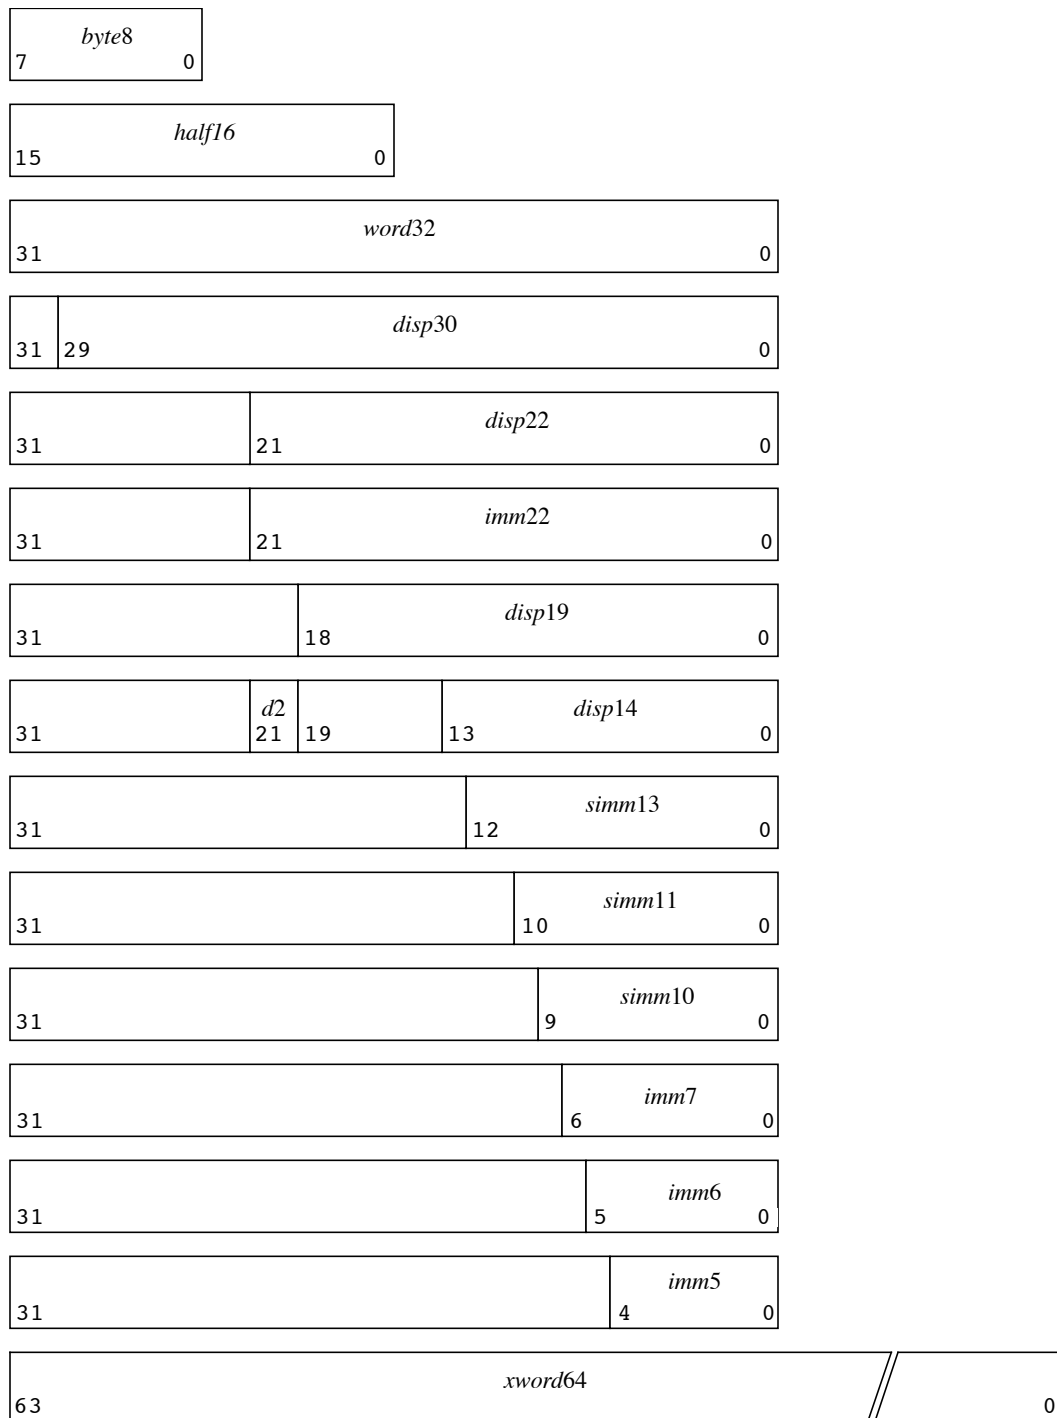 byte8
7 0
half16
15 0
word32
31 0
disp30
31 29 0
disp22
31 21 0
imm22
31 21 0
disp19
31 18 0
d2 disp14
31 21 19 13 0
simm13
31 12 0
simm11
31 10 0
simm10
31 9 0
imm7
31 6 0
imm6
31 5 0
imm5
31 4 0
xword64
63 0